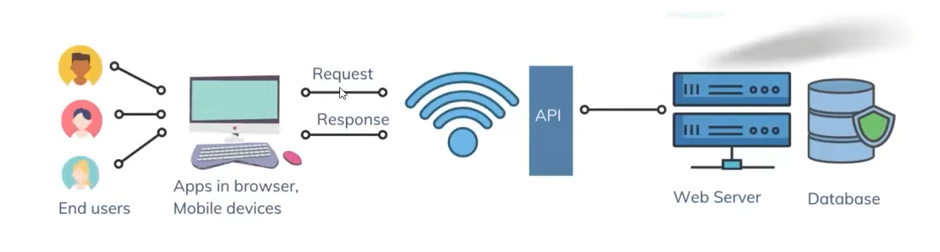 Request
Response
API
End users
Apps in browser,
Mobile devices
Web Server
Database